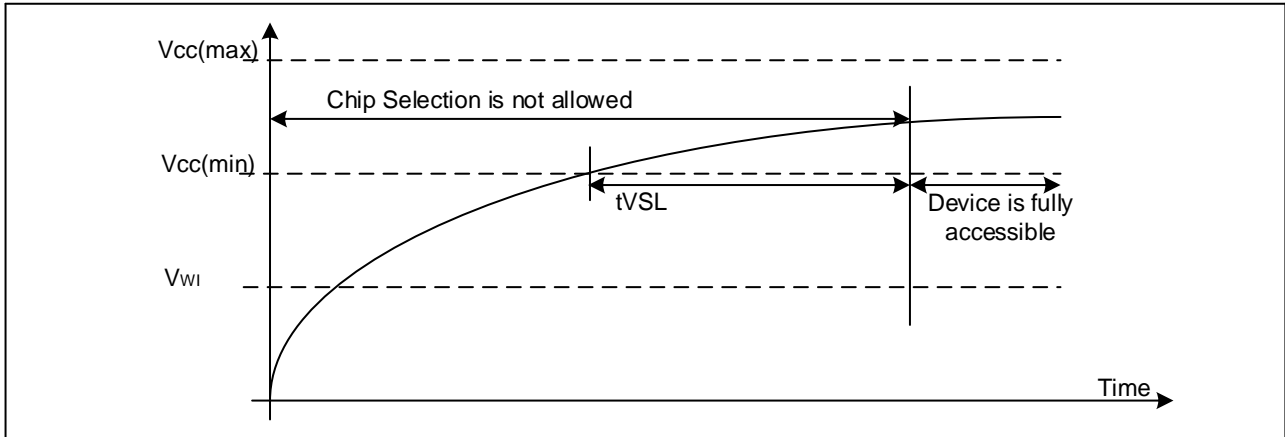 Vcc(max)
Chip Selection is not allowed
Vcc(min)
tVSL
Device is fully
accessible
VWI
Time